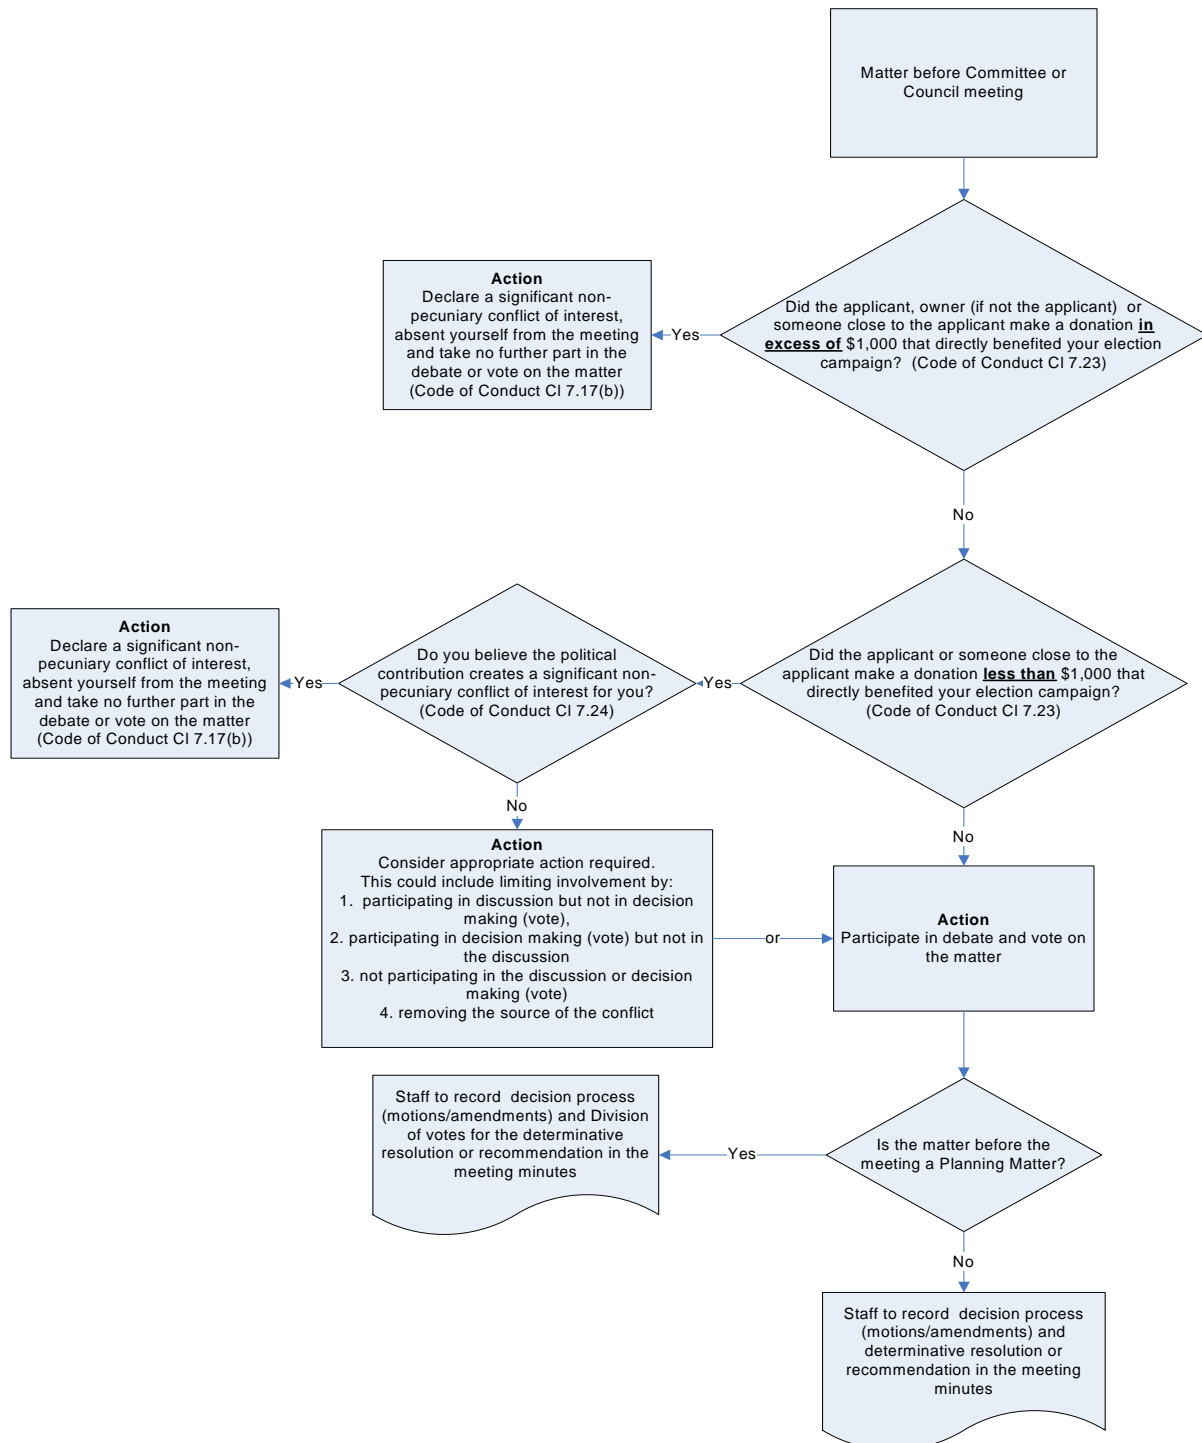 Matter before Committee or
Council meeting
Did the applicant, owner (if not the applicant)  or
someone close to the applicant make a donation in
excess of $1,000 that directly benefited your election
campaign?  (Code of Conduct Cl 7.23)
Yes
Action
Declare a significant non-
pecuniary conflict of interest,
absent yourself from the meeting
and take no further part in the
debate or vote on the matter
(Code of Conduct Cl 7.17(b))
No
Did the applicant or someone close to the
applicant make a donation less than $1,000 that
directly benefited your election campaign?
(Code of Conduct Cl 7.23)
Yes
Do you believe the political
contribution creates a significant non-
pecuniary conflict of interest for you?
(Code of Conduct Cl 7.24)
Yes
Action
Declare a significant non-
pecuniary conflict of interest,
absent yourself from the meeting
and take no further part in the
debate or vote on the matter
(Code of Conduct Cl 7.17(b))
No
Action
Consider appropriate action required.
This could include limiting involvement by:
1.  participating in discussion but not in decision
making (vote),
2. participating in decision making (vote) but not in
the discussion
3. not participating in the discussion or decision
making (vote)
4. removing the source of the conflict
or
No
Action
Participate in debate and vote on
the matter
Is the matter before the
meeting a Planning Matter?
Yes
Staff to record  decision process
(motions/amendments) and Division
of votes for the determinative
resolution or recommendation in the
meeting minutes
No
Staff to record  decision process
(motions/amendments) and
determinative resolution or
recommendation in the meeting
minutes